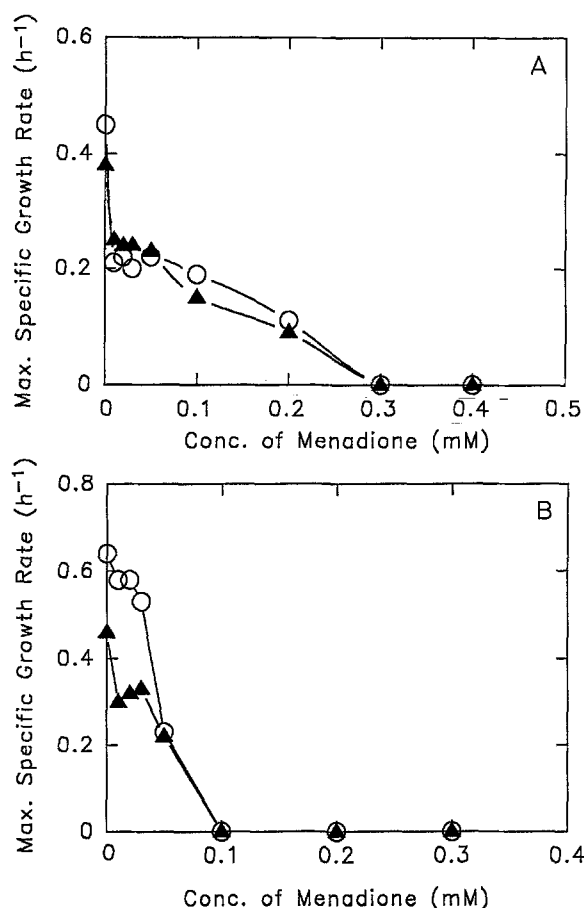 A
Max. Specific Growth Rate (h⁻¹)
0.6
0.4
0.2
0
0 0.1 0.2 0.3 0.4 0.5
Conc. of Menadione (mM)
B
Max. Specific Growth Rate (h⁻¹)
0.8
0.6
0.4
0.2
0
0 0.1 0.2 0.3 0.4
Conc. of Menadione (mM)